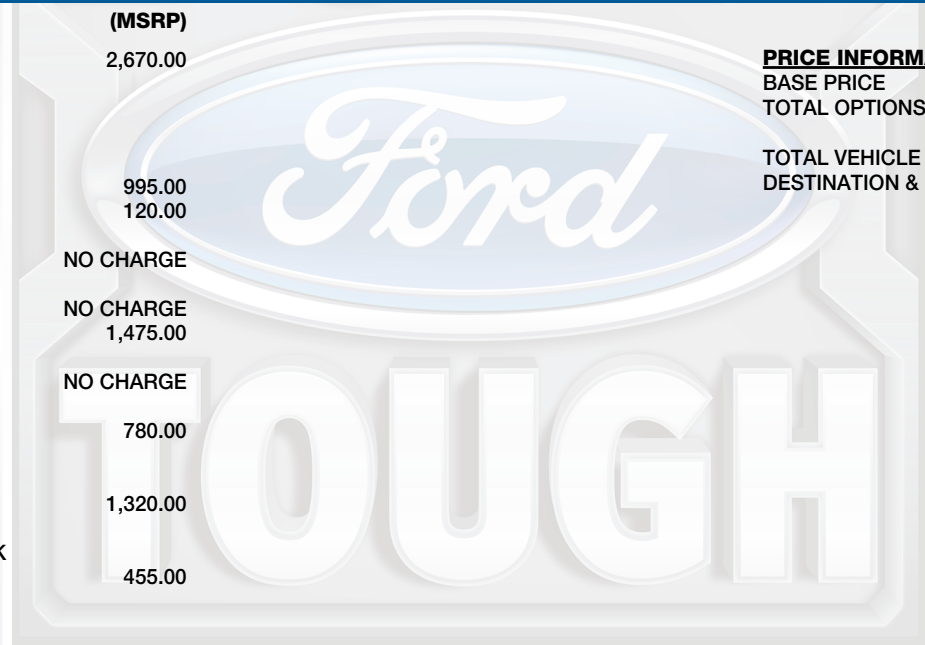 (MSRP)
2,670.00
995.00
120.00
NO CHARGE
NO CHARGE
1,475.00
NO CHARGE
780.00
1,320.00
455.00
PRICE INFORM
BASE PRICE
TOTAL OPTIONS
TOTAL VEHICLE
DESTINATION &
Ford
TOUGH